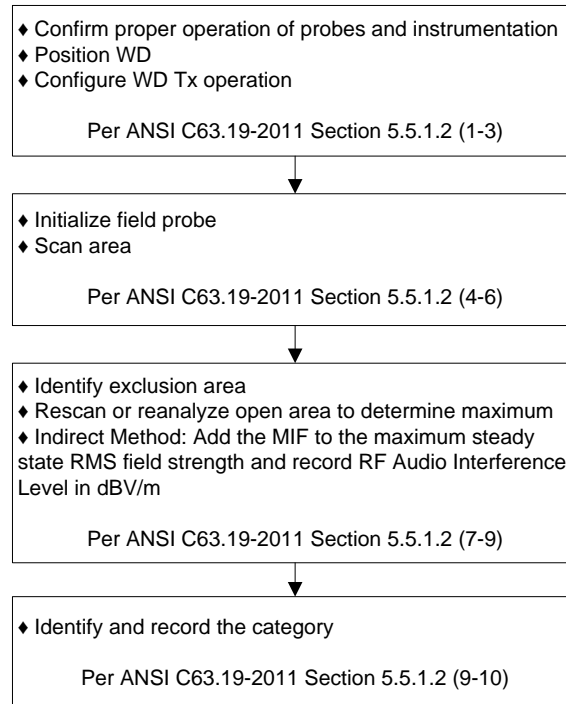 ♦ Confirm proper operation of probes and instrumentation
♦ Position WD
♦ Configure WD Tx operation
Per ANSI C63.19-2011 Section 5.5.1.2 (1-3)
♦ Initialize field probe
♦ Scan area
Per ANSI C63.19-2011 Section 5.5.1.2 (4-6)
♦ Identify exclusion area
♦ Rescan or reanalyze open area to determine maximum
♦ Indirect Method: Add the MIF to the maximum steady
state RMS field strength and record RF Audio Interference
Level in dBV/m
Per ANSI C63.19-2011 Section 5.5.1.2 (7-9)
♦ Identify and record the category
Per ANSI C63.19-2011 Section 5.5.1.2 (9-10)